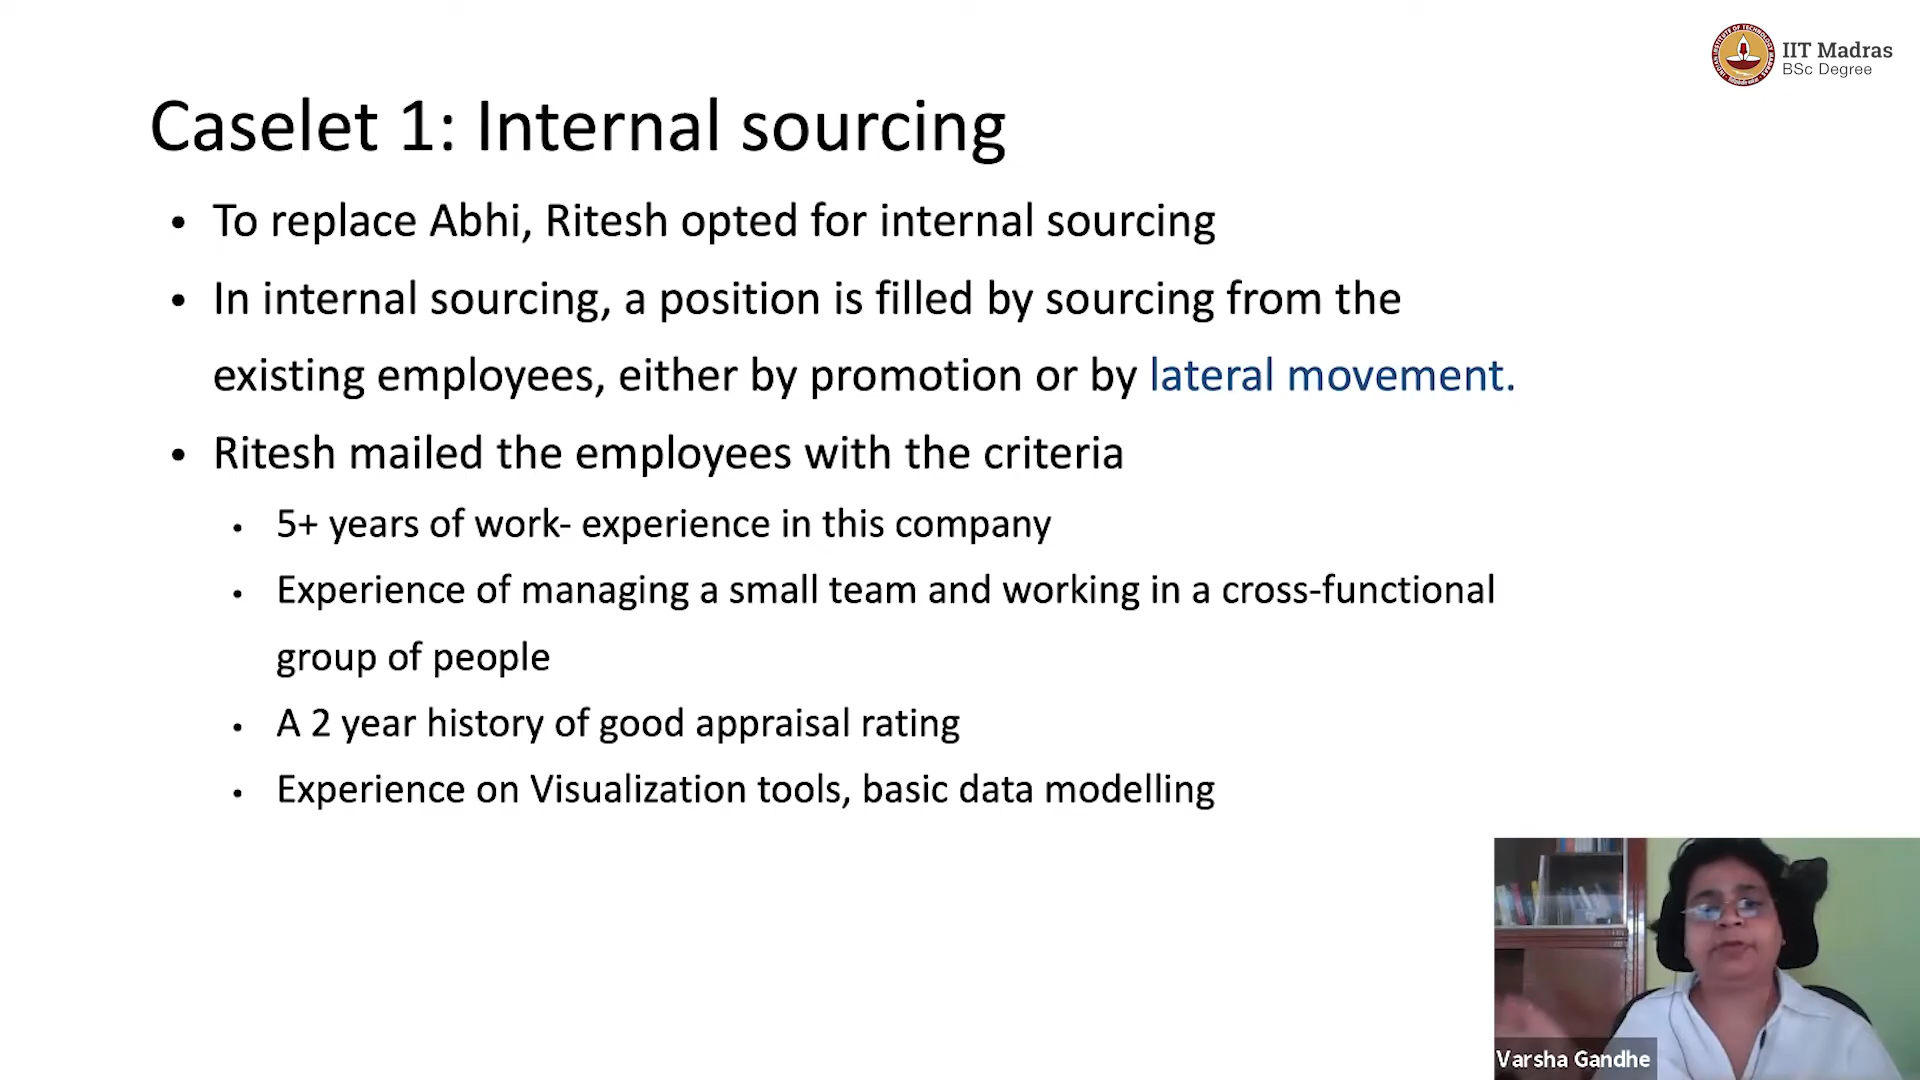 IIT Madras
BSc Degree
Caselet 1: Internal sourcing
• To replace Abhi, Ritesh opted for internal sourcing
• In internal sourcing, a position is filled by sourcing from the
existing employees, either by promotion or by lateral movement.
• Ritesh mailed the employees with the criteria
• 5+ years of work- experience in this company
• Experience of managing a small team and working in a cross-functional
group of people
• A 2 year history of good appraisal rating
• Experience on Visualization tools, basic data modelling
Varsha Gandhe